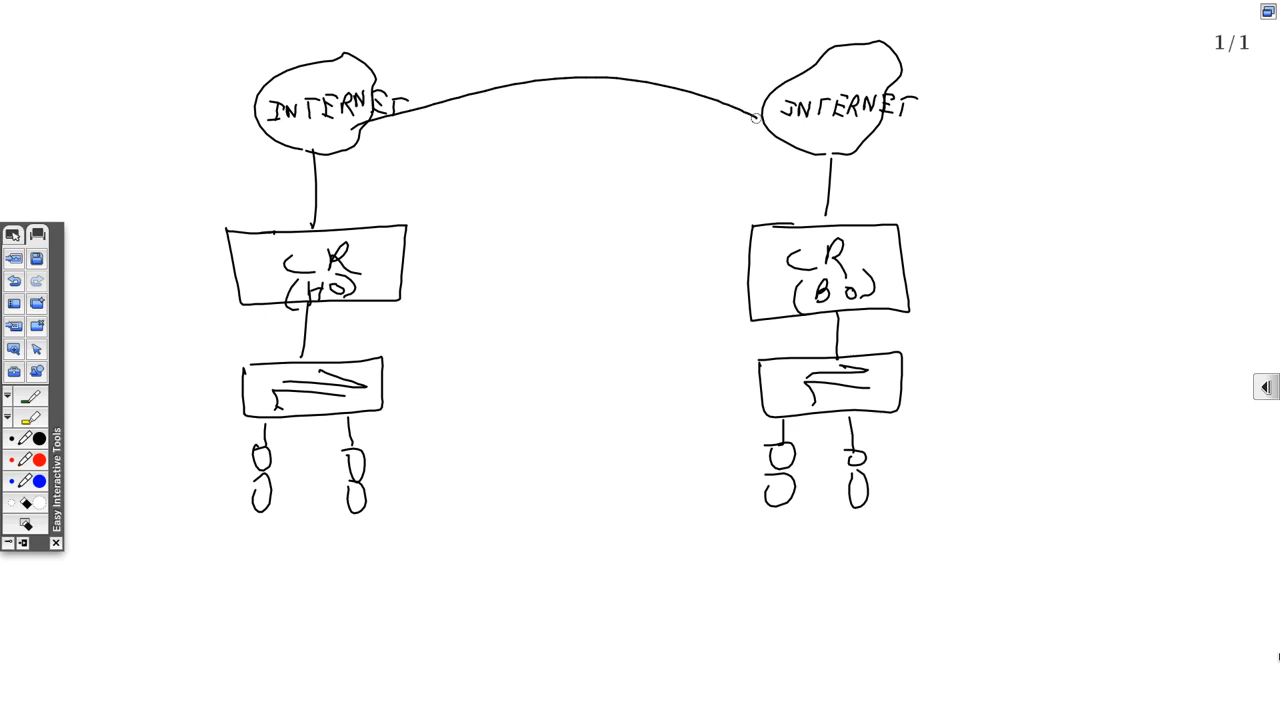 1/1
INTERNET
INTERNET
CR
(HO)
CR
(BO)
Easy Interactive Tools